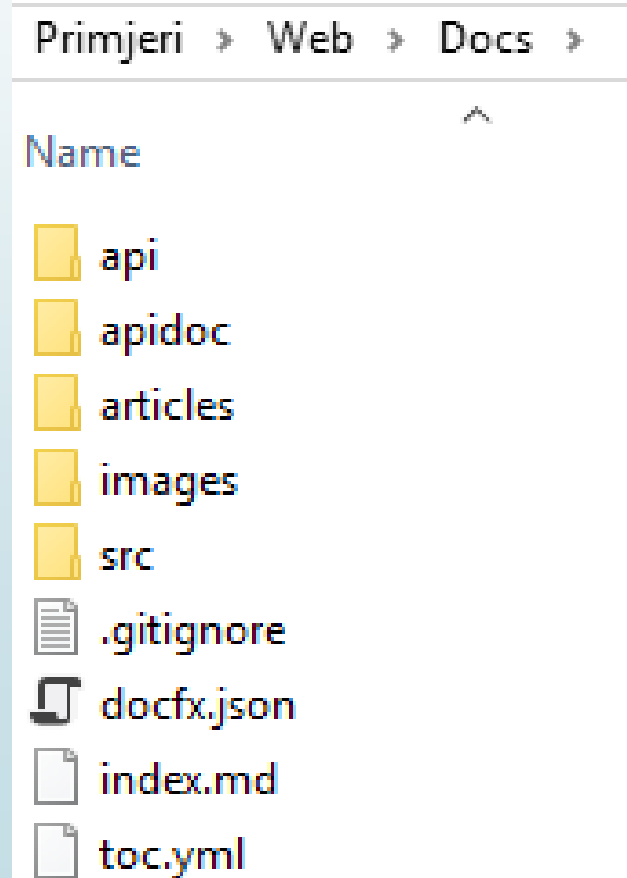 Primjeri > Web > Docs >
Name
api
apidoc
articles
images
src
.gitignore
docfx.json
index.md
toc.yml